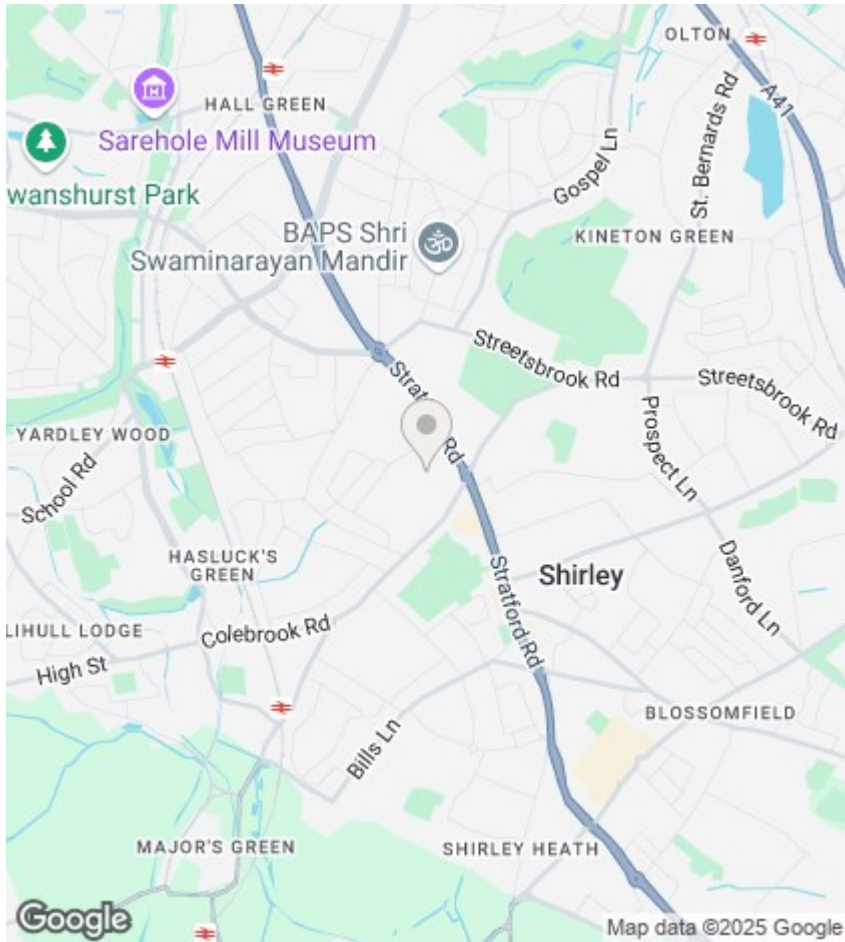 OLTON
A41
HALL GREEN
Sarehole Mill Museum
St. Bernards Rd
Gospel Ln
wanshurst Park
BAPS Shri
Swaminarayan Mandir
KINETON GREEN
Streetsbrook Rd
Streetsbrook Rd
Stratford Rd
Prospect Ln
YARDLEY WOOD
School Rd
HASLUCK'S
GREEN
Shirley
Danford Ln
LIHULL LODGE
Colebrook Rd
Stratford Rd
High St
BLOSSOMFIELD
Bills Ln
MAJOR'S GREEN
SHIRLEY HEATH
Google
Map data ©2025 Google